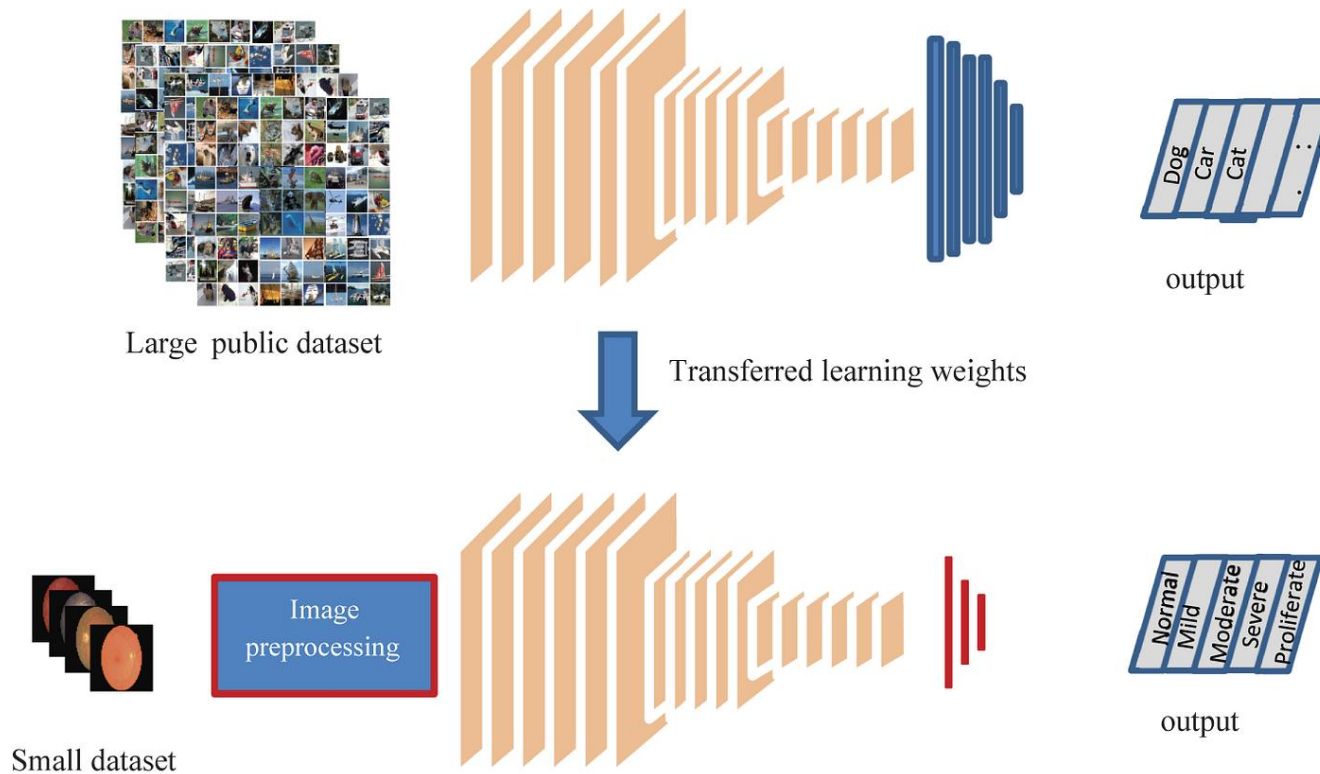 Dog
Car
Cat
. :
output
Large public dataset
Transferred learning weights
Image
preprocessing
Normal
Mild
Moderate
Severe
Proliferate
output
Small dataset